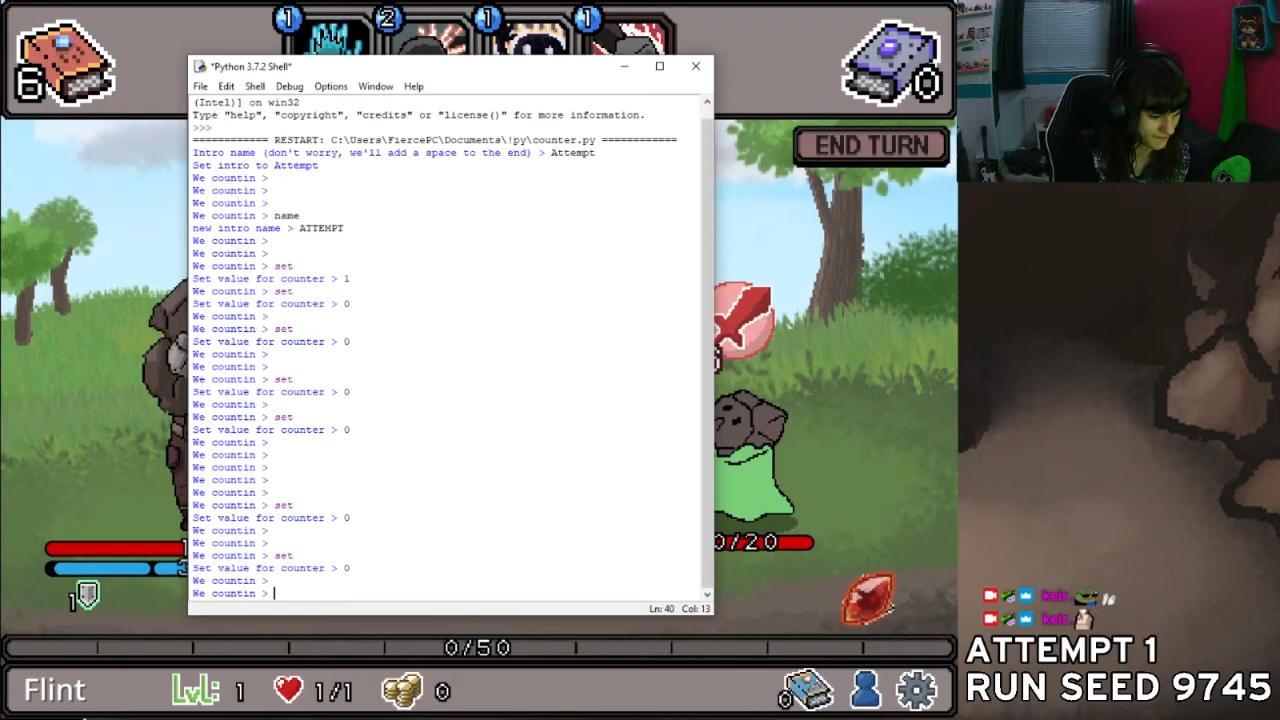 1 2 1 1
6
0
*Python 3.7.2 Shell*
File Edit Shell Debug Options Window Help
(Intel)] on win32
Type "help", "copyright", "credits" or "license()" for more information.
>>>
============ RESTART: C:\Users\FiercePC\Documents\!py\counter.py ============
Intro name (don't worry, we'll add a space to the end) > Attempt
Set intro to Attempt
We countin >
We countin >
We countin >
We countin > name
new intro name > ATTEMPT
We countin >
We countin >
We countin > set
Set value for counter > 1
We countin > set
Set value for counter > 0
We countin >
We countin > set
Set value for counter > 0
We countin >
We countin >
We countin > set
Set value for counter > 0
We countin >
We countin > set
Set value for counter > 0
We countin >
We countin >
We countin >
We countin >
We countin >
We countin > set
Set value for counter > 0
We countin >
We countin >
We countin > set
Set value for counter > 0
We countin >
We countin >
Ln: 40 Col: 13
END TURN
0/20
1
0/50
Flint Lvl: 1 1/1 0
0
keir..
keir..
ATTEMPT 1
RUN SEED 9745